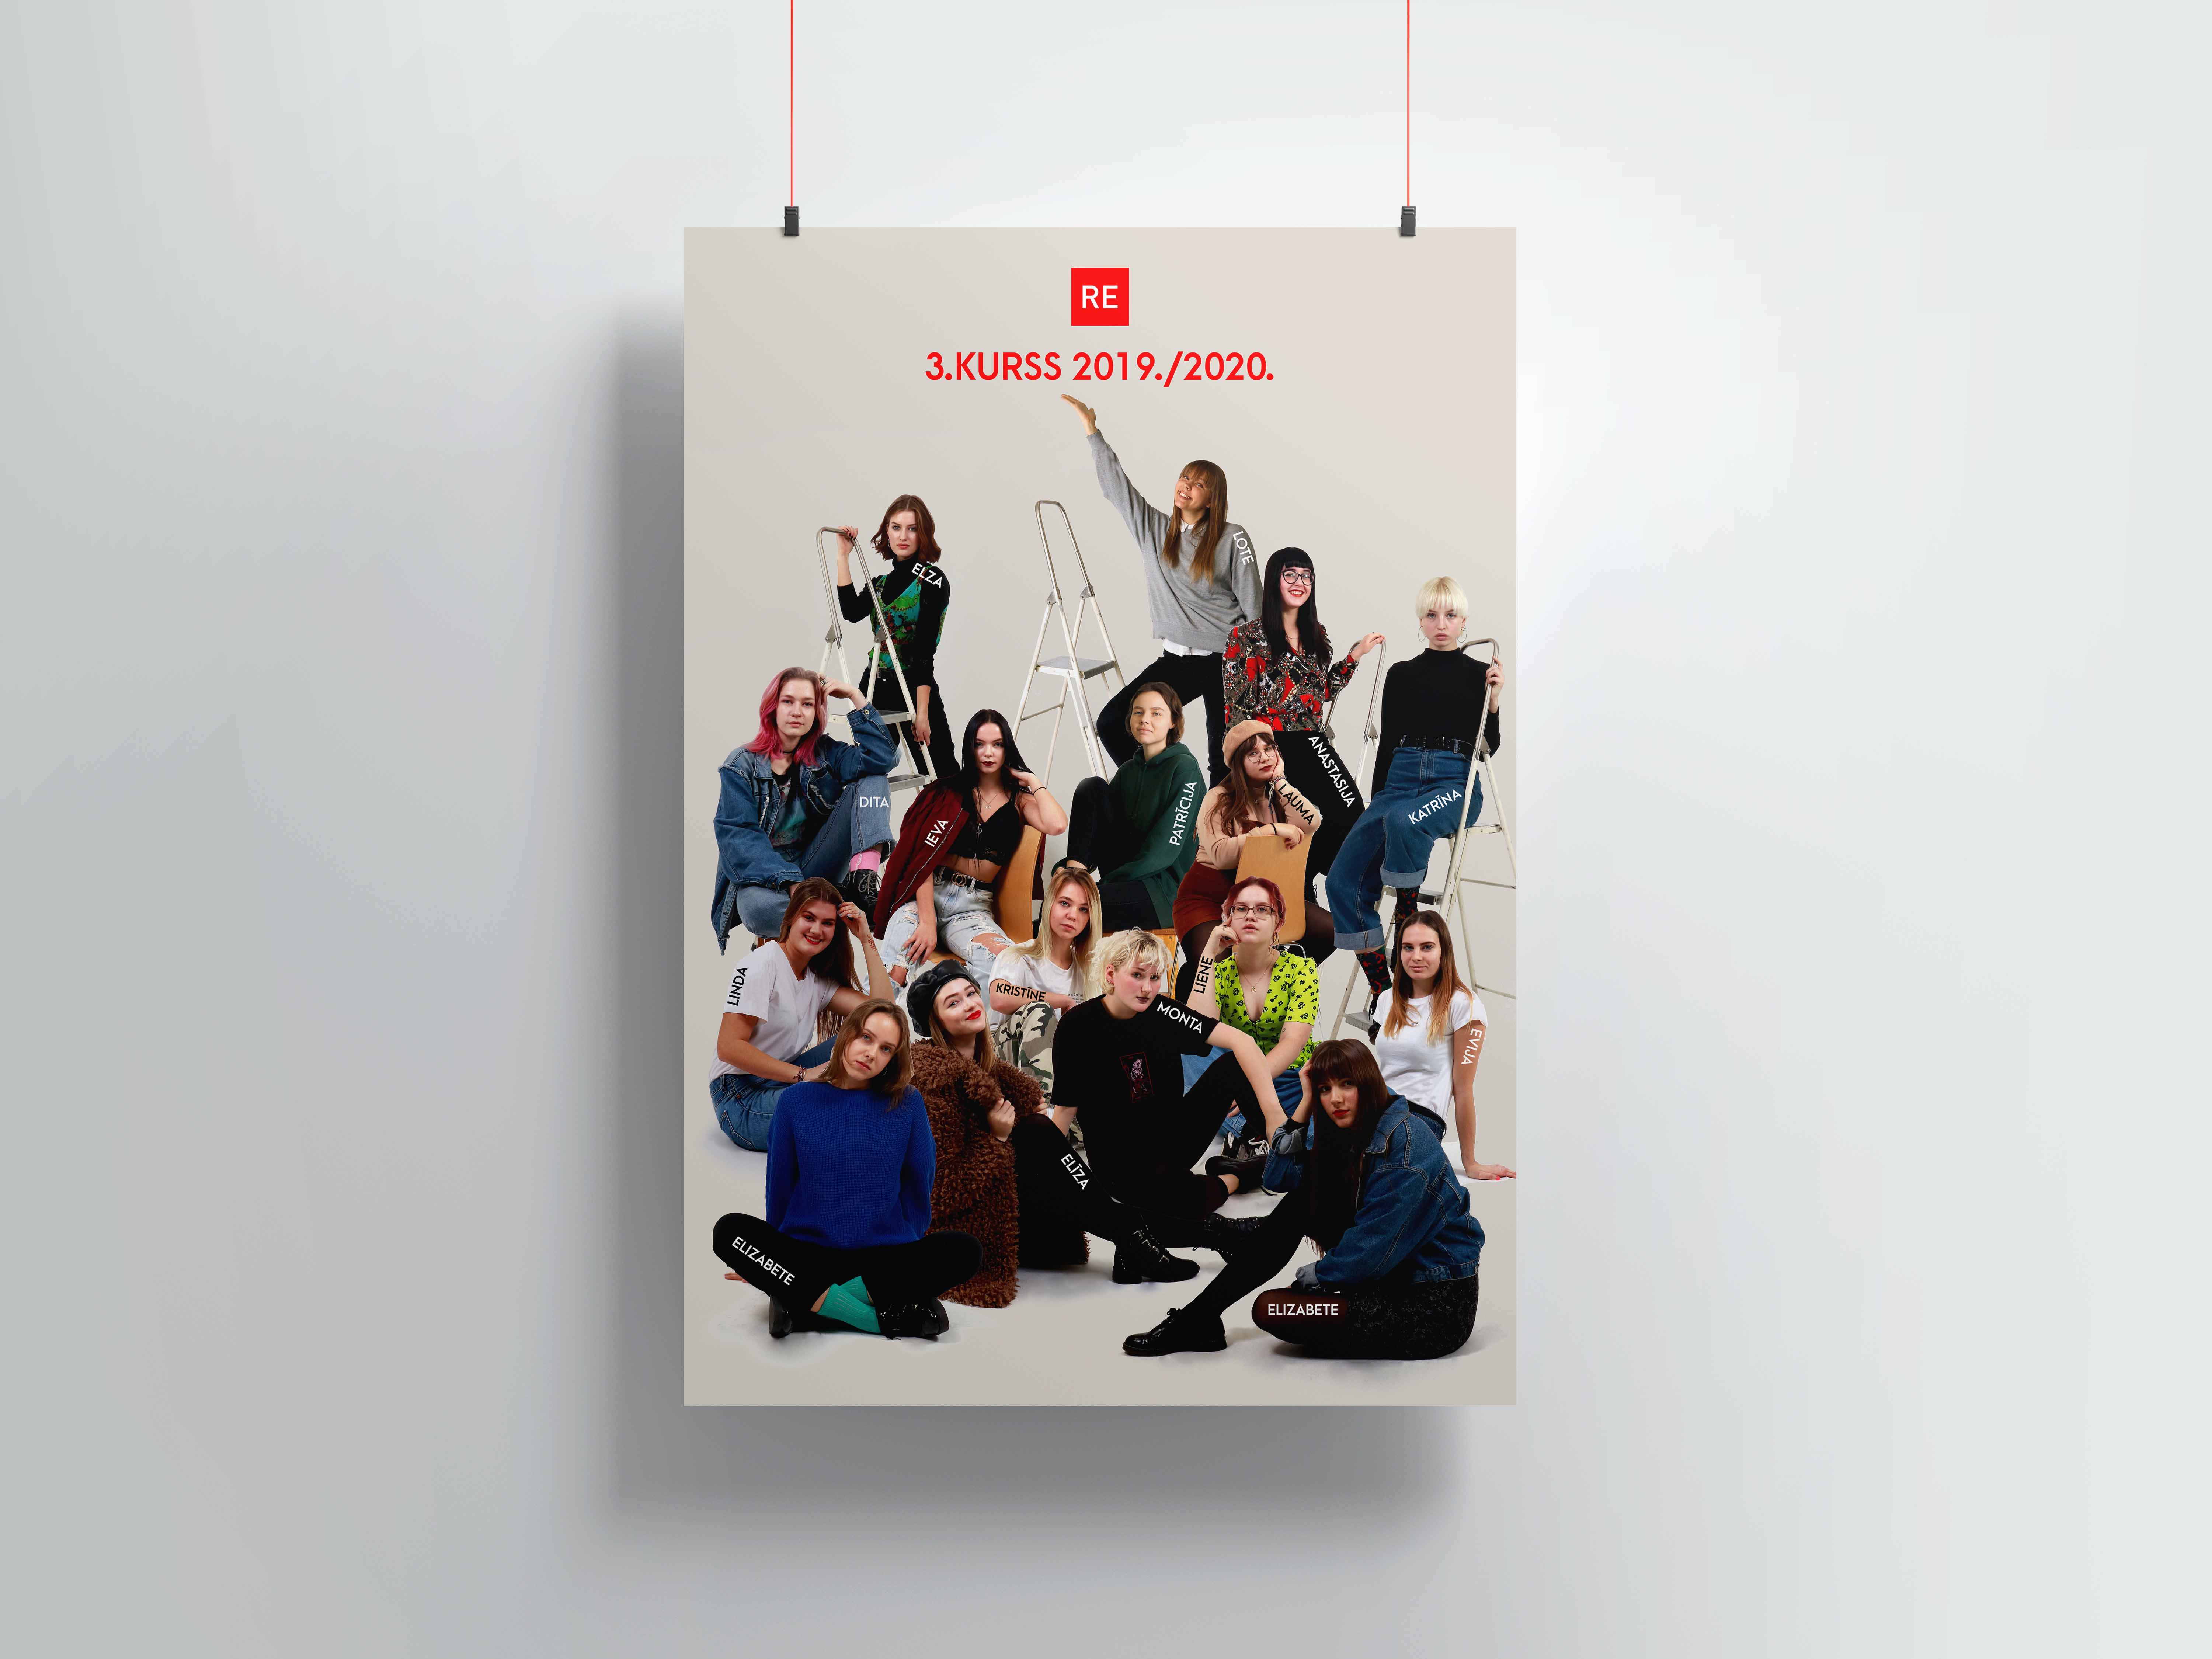 RE
3.KURSS 2019./2020.
LOTE
ELZA
ANASTASIJA
KATRĪNA
DITA
IEVA
PATRĪCIJA
LAUMA
LINDA
KRISTĪNE
LIENE
MONTA
EVIJA
ELĪZA
ELIZABETE
ELIZABETE